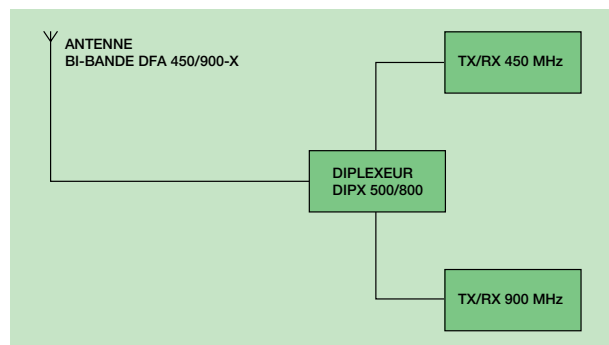 ANTENNE
BI-BANDE DFA 450/900-X
TX/RX 450 MHz
DIPLEXEUR
DIPX 500/800
TX/RX 900 MHz